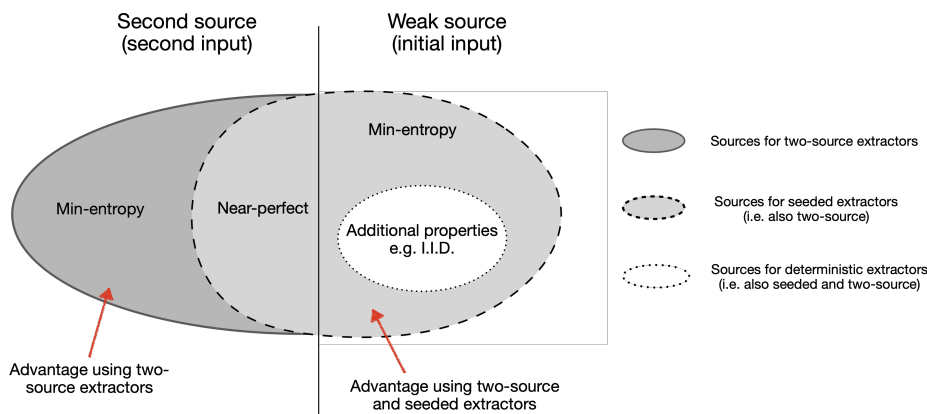 Second source
(second input)
Weak source
(initial input)
Min-entropy
Near-perfect
Min-entropy
Additional properties
e.g. I.I.D.
Advantage using two-
source extractors
Advantage using two-source
and seeded extractors
Sources for two-source extractors
Sources for seeded extractors
(i.e. also two-source)
Sources for deterministic extractors
(i.e. also seeded and two-source)